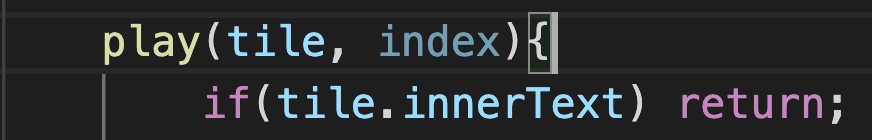 play(tile, index){
if(tile.innerText) return;